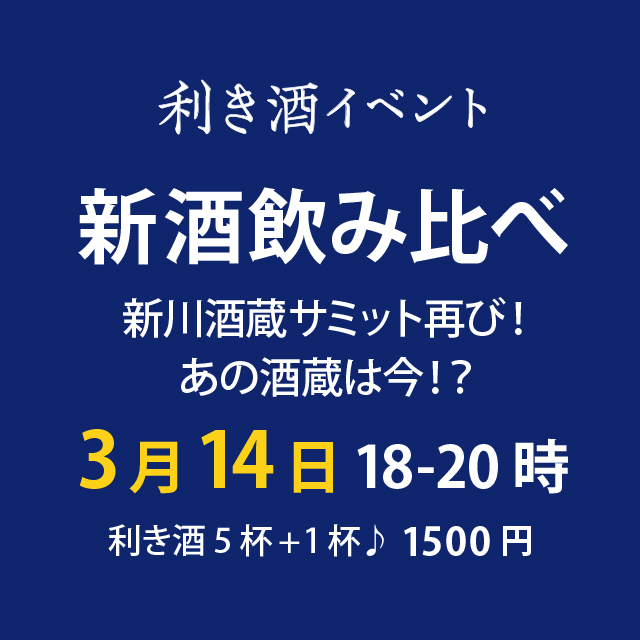 利き酒イベント
新酒飲み比べ
新川酒蔵サミット再び！
あの酒蔵は今！？
3月14日 18-20時
利き酒5杯+1杯♪ 1500円